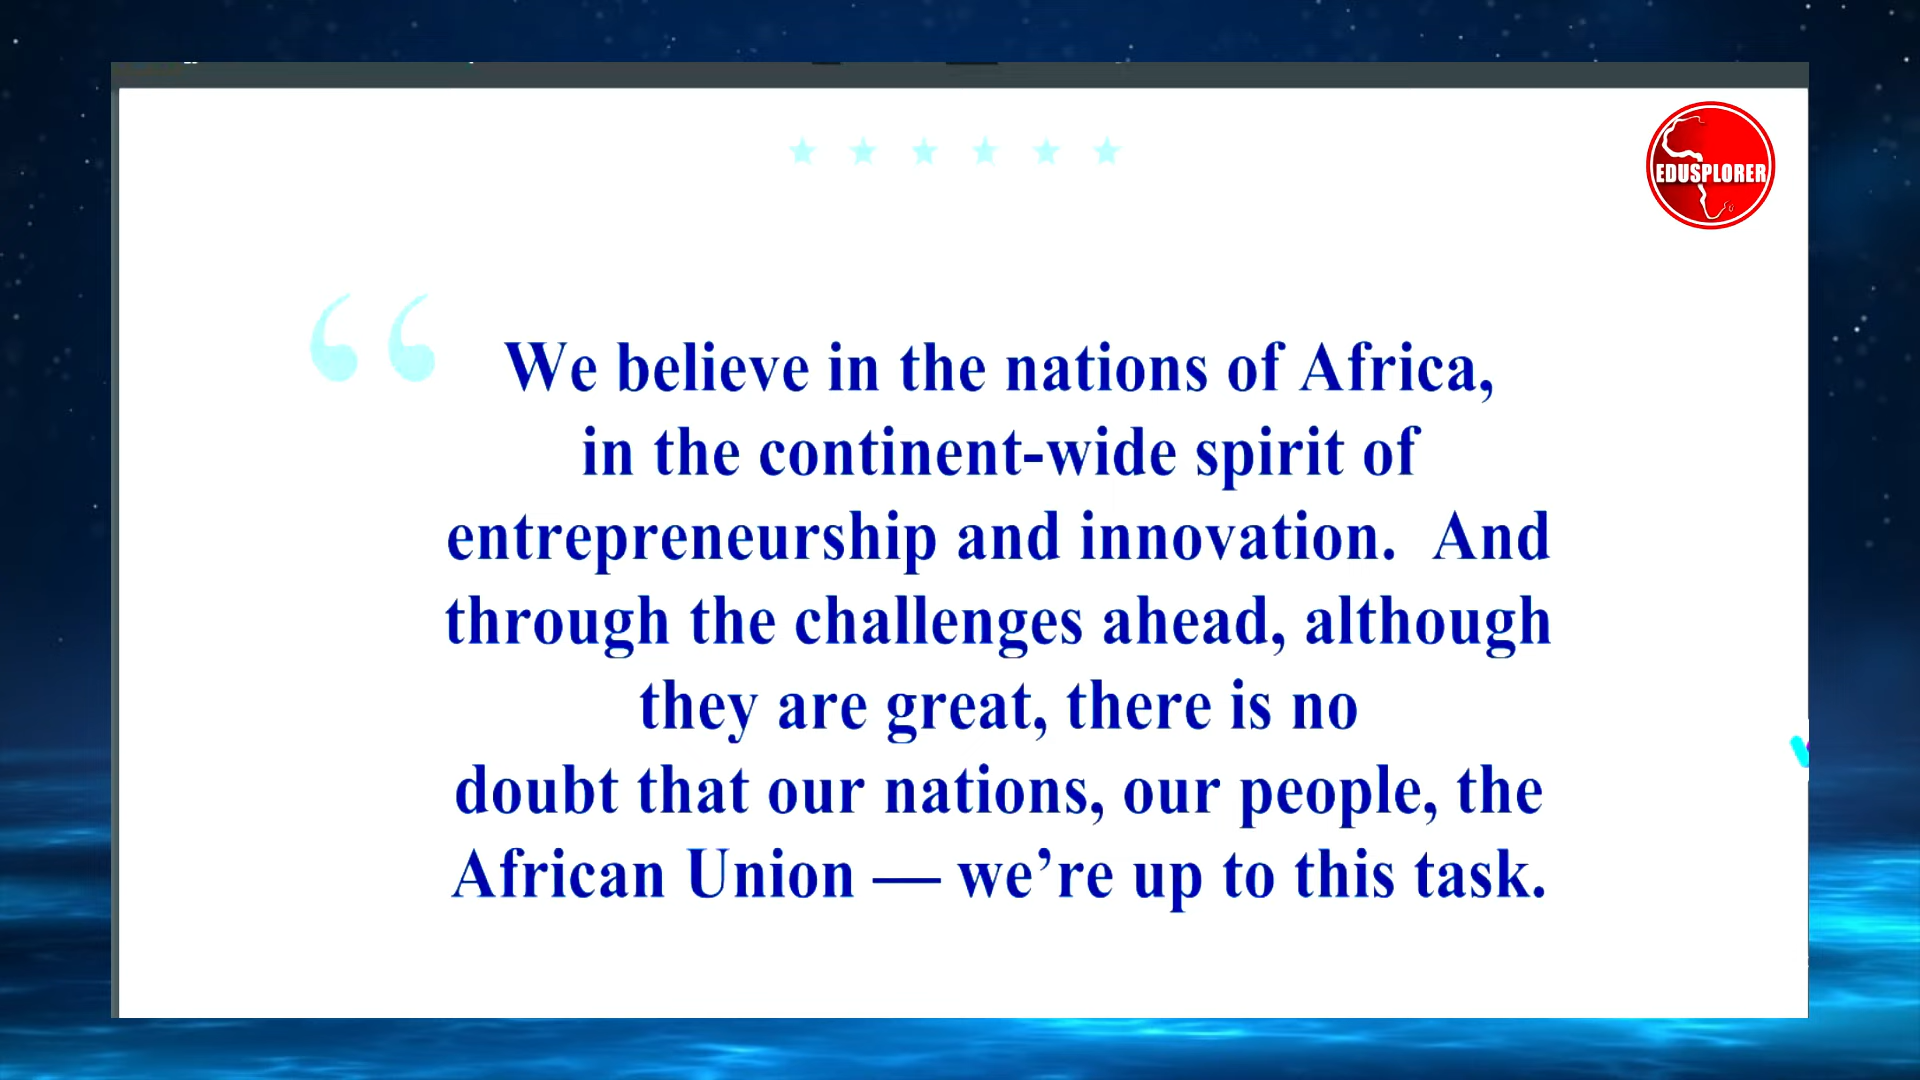 EDUSPLORER
“ We believe in the nations of Africa,
in the continent-wide spirit of
entrepreneurship and innovation.  And
through the challenges ahead, although
they are great, there is no
doubt that our nations, our people, the
African Union — we’re up to this task.